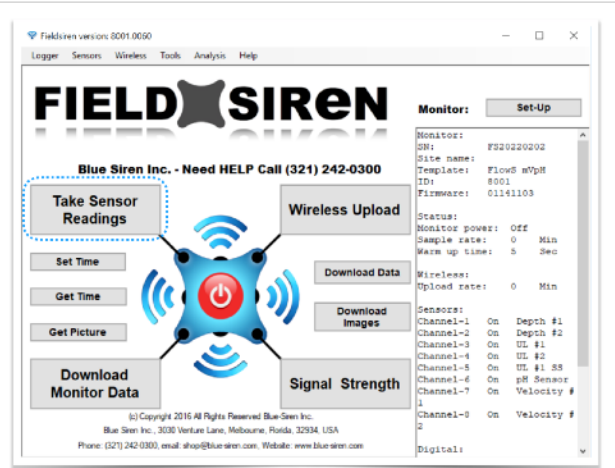 Fieldsiren version: 8001.0060
Logger Sensors Wireless Tools Analysis Help
FIELD SIReN
Blue Siren Inc. - Need HELP Call (321) 242-0300
Take Sensor
Readings
Wireless Upload
Set Time
Get Time
Get Picture
Download Data
Download
Images
Download
Monitor Data
Signal Strength
(c) Copyright 2016 All Rights Reserved Blue-Siren Inc.
Blue Siren Inc., 3030 Venture Lane, Melbourne, Florida, 32934, USA
Phone: (321) 242-0300, email: shop@blue-siren.com, Website: www.blue-siren.com
Monitor: Set-Up
Monitor:
SN: FS20220202
Site name:
Template: FlowS mVpH
ID: 8001
Firmware: 01141103
Status:
Monitor power: Off
Sample rate: 0 Min
Warm up time: 5 Sec
Wireless:
Upload rate: 0 Min
Sensors:
Channel-1 On Depth #1
Channel-2 On Depth #2
Channel-3 On UL #1
Channel-4 On UL #2
Channel-5 On UL #1 SS
Channel-6 On pH Sensor
Channel-7 On Velocity #
1
Channel-8 On Velocity #
2
Digital: